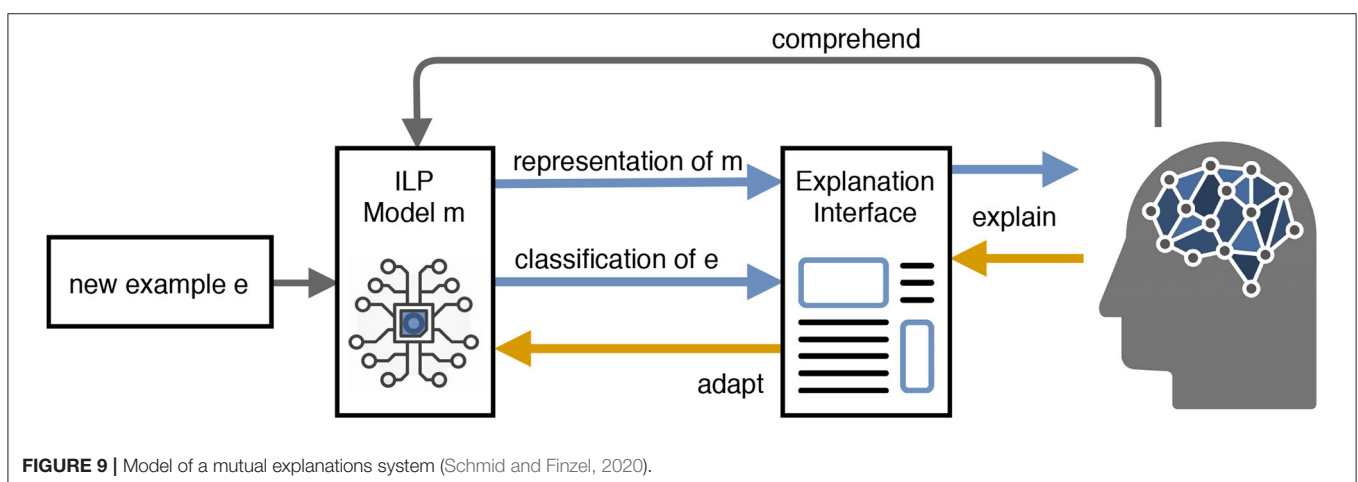 comprehend
new example e
ILP
Model m
representation of m
classification of e
adapt
Explanation
Interface
explain
FIGURE 9 | Model of a mutual explanations system (Schmid and Finzel, 2020).